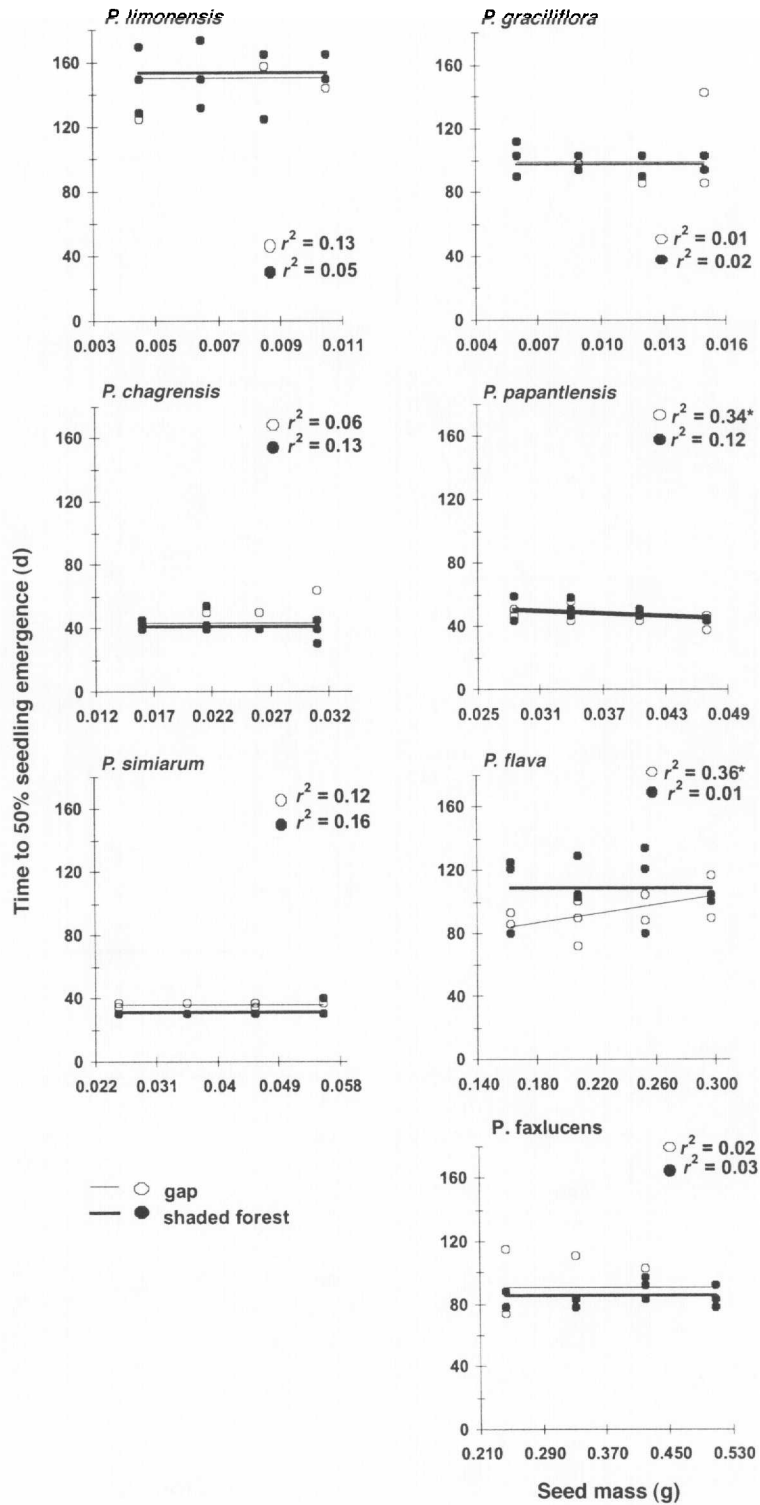 P. limonensis
160
120
80
40
0
r² = 0.13
r² = 0.05
0.003 0.005 0.007 0.009 0.011
P. graciliflora
160
120
80
40
0
r² = 0.01
r² = 0.02
0.004 0.007 0.010 0.013 0.016
P. chagrensis
160
120
80
40
0
r² = 0.06
r² = 0.13
0.012 0.017 0.022 0.027 0.032
P. papantlensis
160
120
80
40
0
r² = 0.34*
r² = 0.12
0.025 0.031 0.037 0.043 0.049
Time to 50% seedling emergence (d)
P. simiarum
160
120
80
40
0
r² = 0.12
r² = 0.16
0.022 0.031 0.04 0.049 0.058
P. flava
160
120
80
40
0
r² = 0.36*
r² = 0.01
0.140 0.180 0.220 0.260 0.300
gap
shaded forest
P. faxlucens
160
120
80
40
0
r² = 0.02
r² = 0.03
0.210 0.290 0.370 0.450 0.530
Seed mass (g)